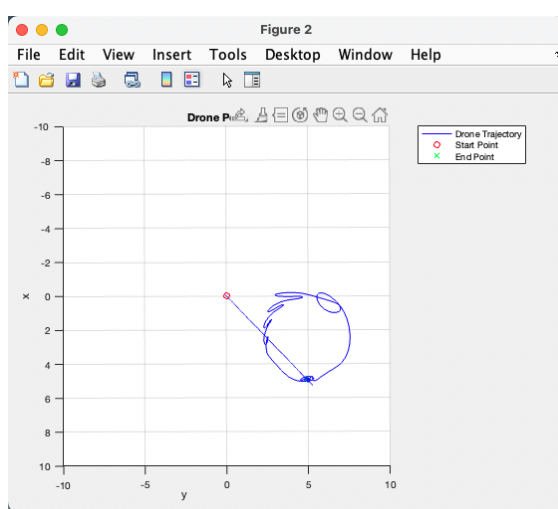 Figure 2
File Edit View Insert Tools Desktop Window Help
Drone P
Drone Trajectory
Start Point
End Point
-10
-8
-6
-4
-2
0
2
4
6
8
10
x
-10 -5 0 5 10
y